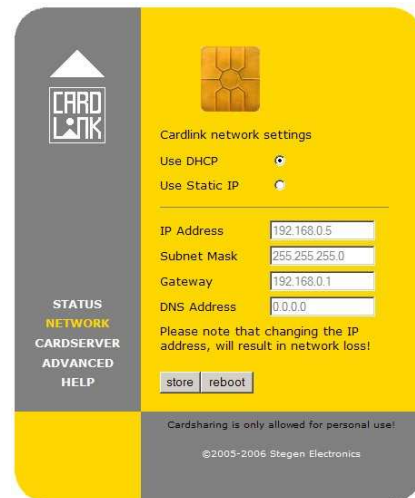 CARD
LINK
Cardlink network settings
Use DHCP
Use Static IP
IP Address 192.168.0.5
Subnet Mask 255.255.255.0
Gateway 192.168.0.1
DNS Address 0.0.0.0
Please note that changing the IP
address, will result in network loss!
store reboot
STATUS
NETWORK
CARDSERVER
ADVANCED
HELP
Cardsharing is only allowed for personal use!
©2005-2006 Stegen Electronics